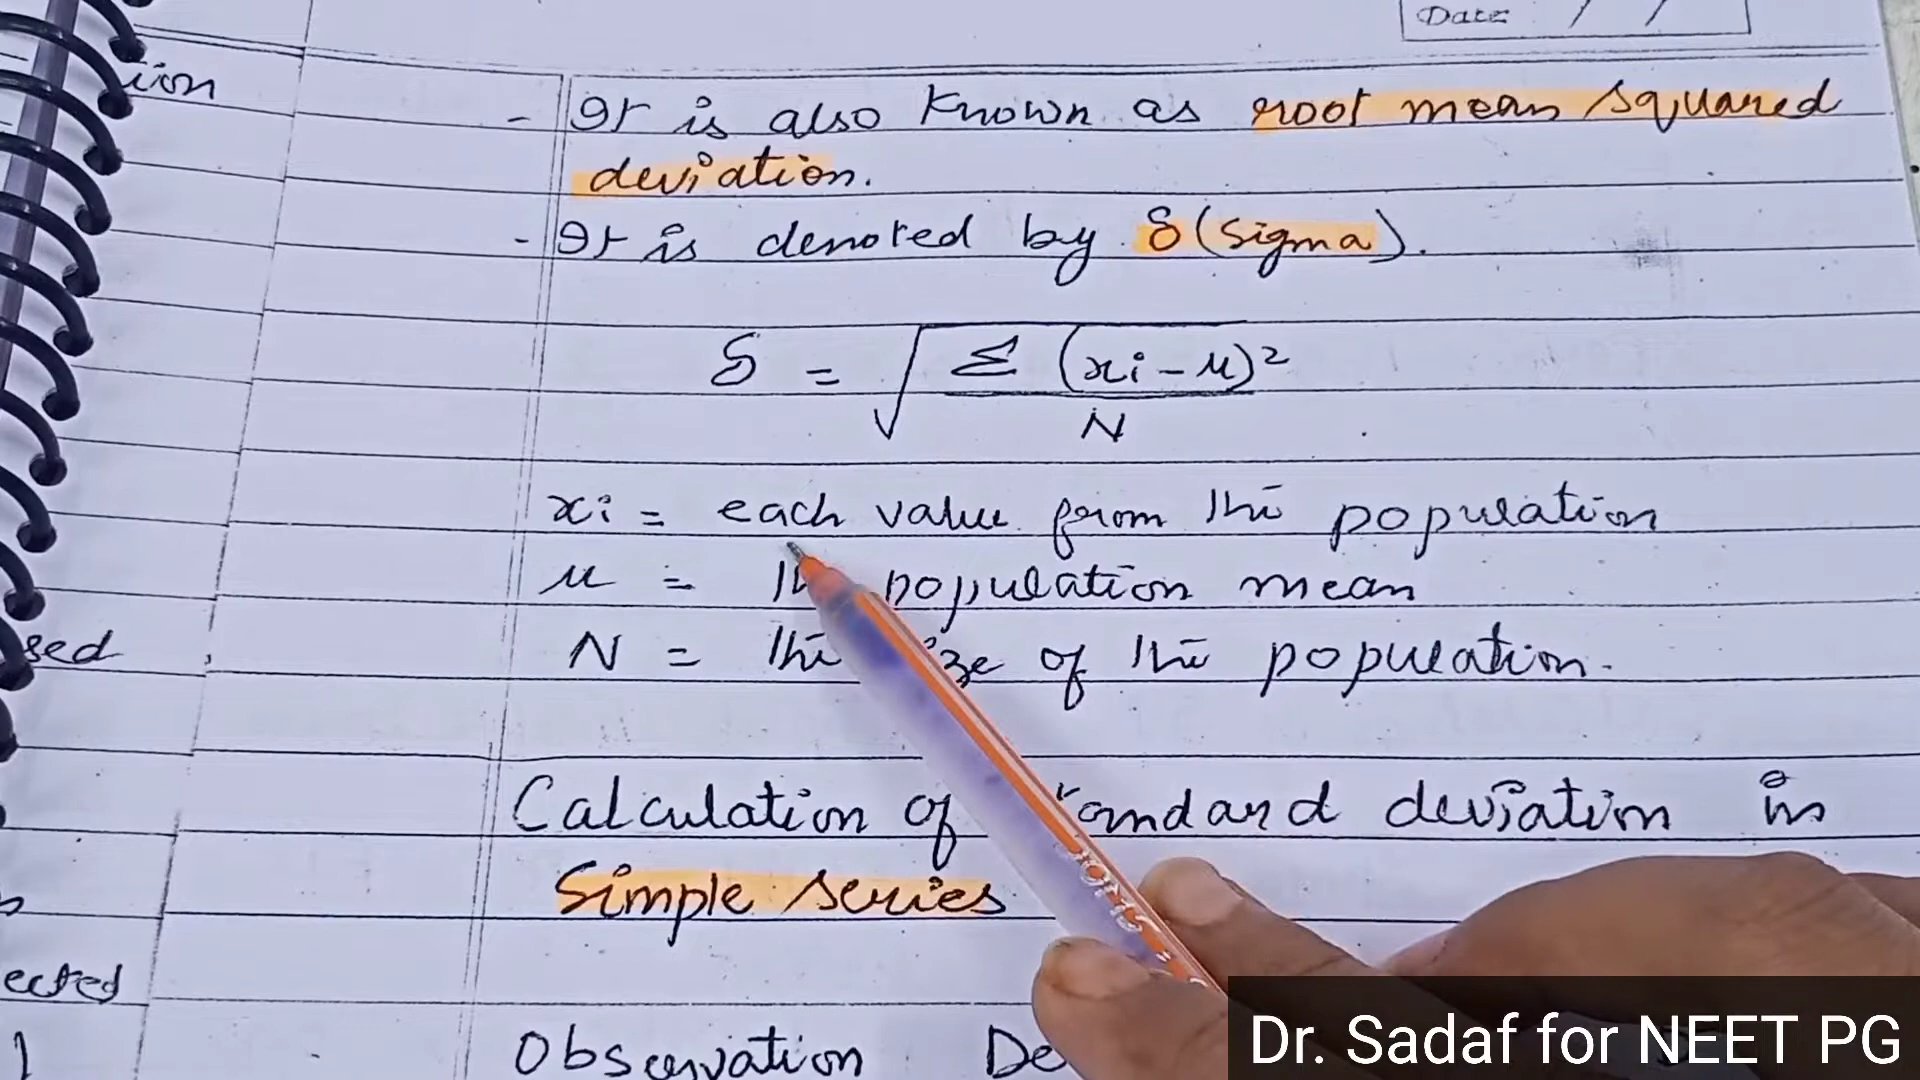 Date: / /
ion
- It is also known as root mean squared
deviation.
- It is denoted by δ (sigma).
δ = √ Σ (xi - μ)²
N
xi = each value from the population
μ = the population mean
sed
N = the size of the population.
Calculation of standard deviation in
Simple series
ected
Observation De
Dr. Sadaf for NEET PG